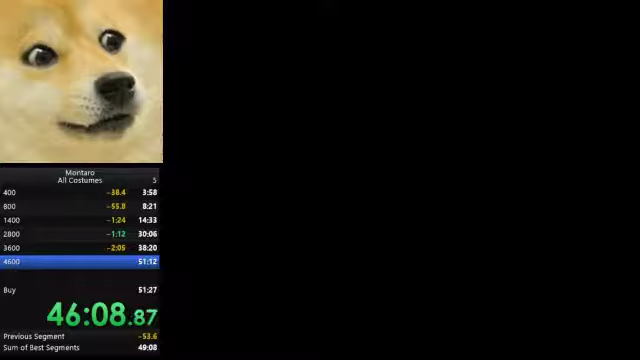 Montaro
All Costumes 5
400 -38.4 3:58
800 -55.8 8:21
1400 -1:24 14:33
2800 -1:12 30:06
3600 -2:05 38:20
4600 51:12
Buy 51:27
46:08.87
Previous Segment -53.6
Sum of Best Segments 49:08